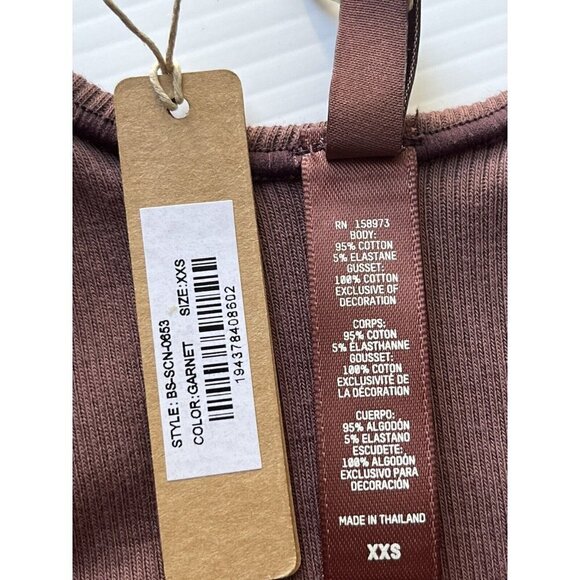 STYLE: BS-SCN-0653
COLOR:GARNET SIZE:XXS
194378408602
RN 158973
BODY:
95% COTTON
5% ELASTANE
GUSSET:
100% COTTON
EXCLUSIVE OF
DECORATION
CORPS:
95% COTON
5% ÉLASTHANNE
GOUSSET:
100% COTON
EXCLUSIVITÉ DE
LA DÉCORATION
CUERPO:
95% ALGODÓN
5% ELASTANO
ESCUDETE:
100% ALGODÓN
EXCLUSIVO PARA
DECORACIÓN
MADE IN THAILAND
XXS